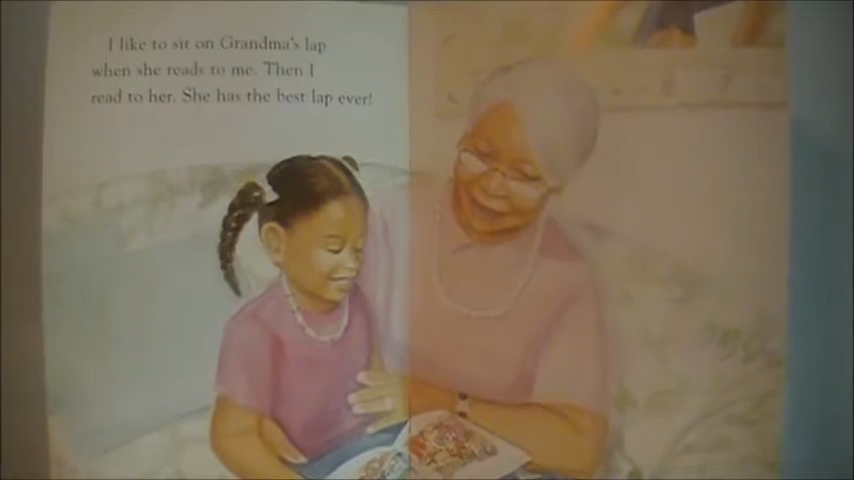 I like to sit on Grandma's lap
when she reads to me. Then I
read to her. She has the best lap ever!